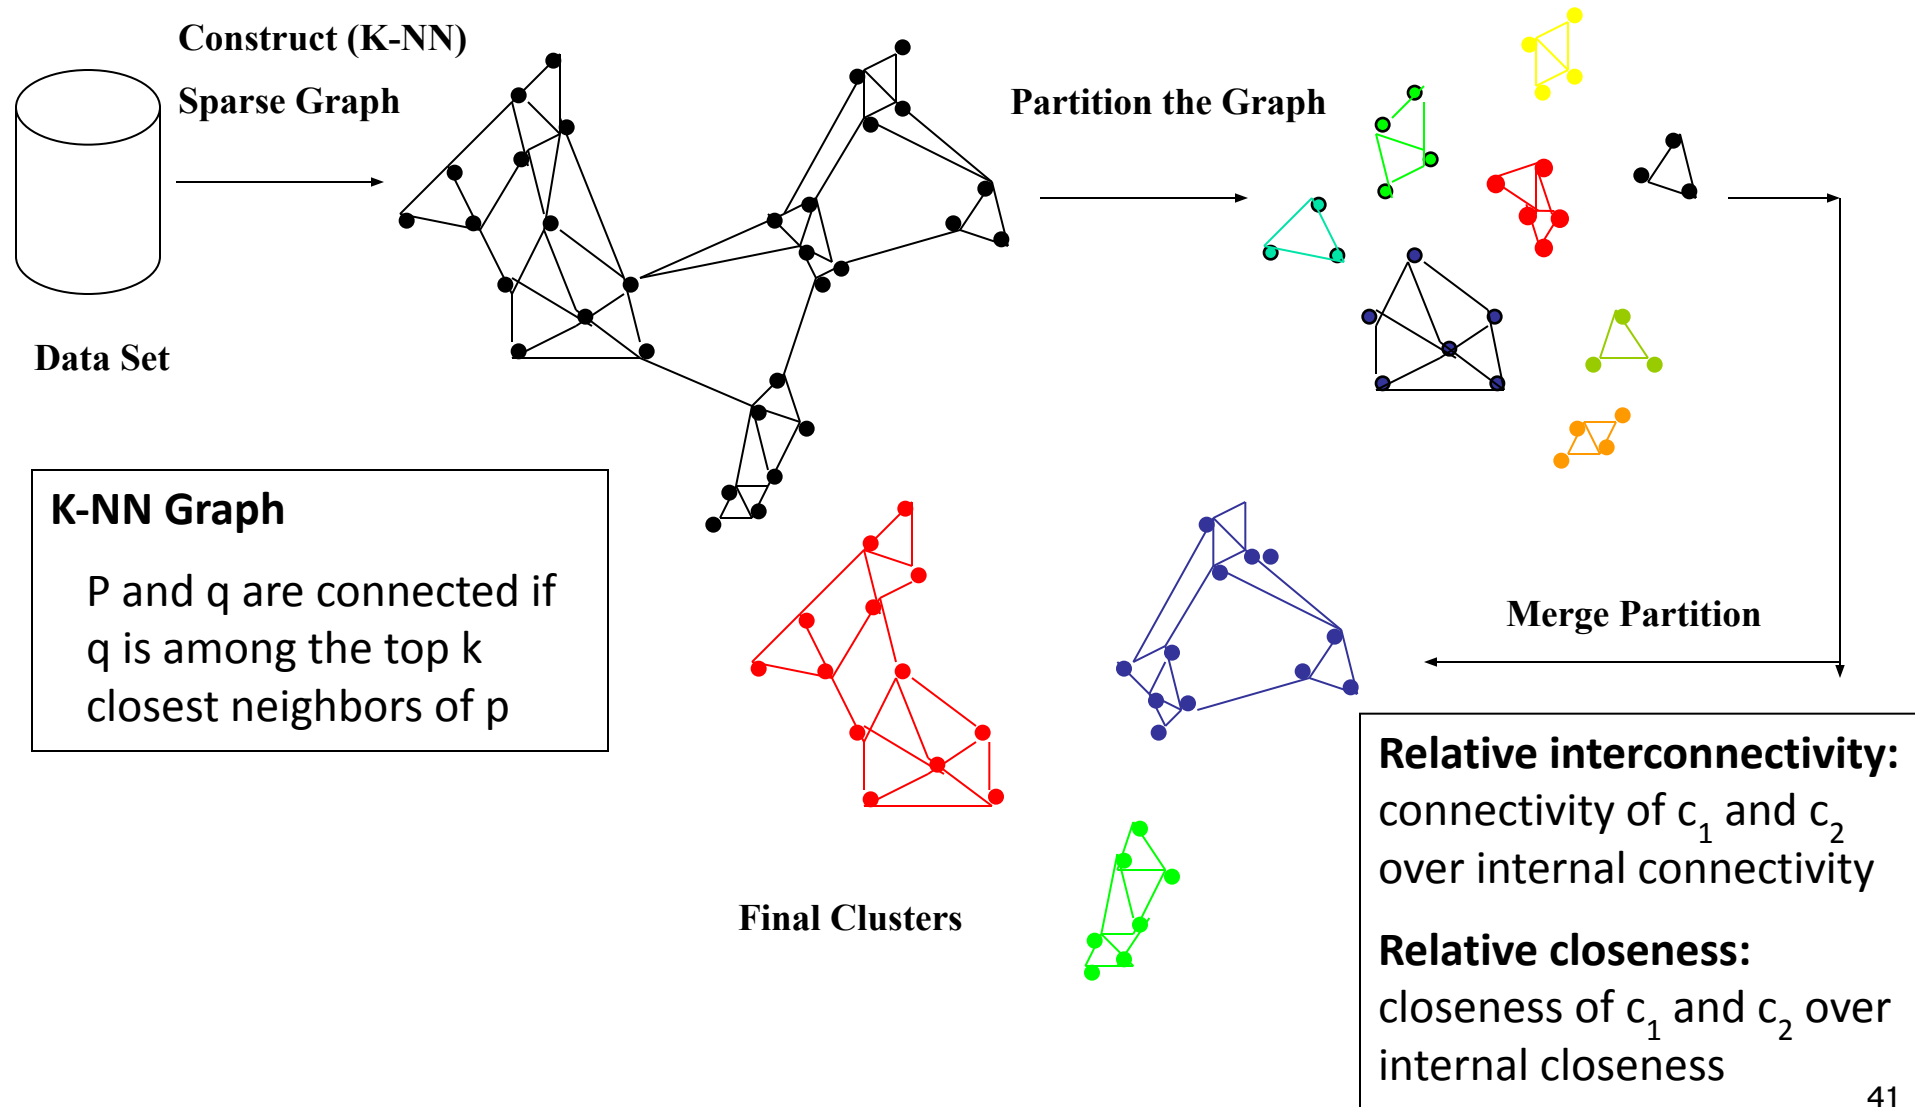 Construct (K-NN)
Sparse Graph
Partition the Graph
Data Set
K-NN Graph
P and q are connected if
q is among the top k
closest neighbors of p
Merge Partition
Relative interconnectivity:
connectivity of c1 and c2
over internal connectivity
Relative closeness:
closeness of c1 and c2 over
internal closeness
Final Clusters
41